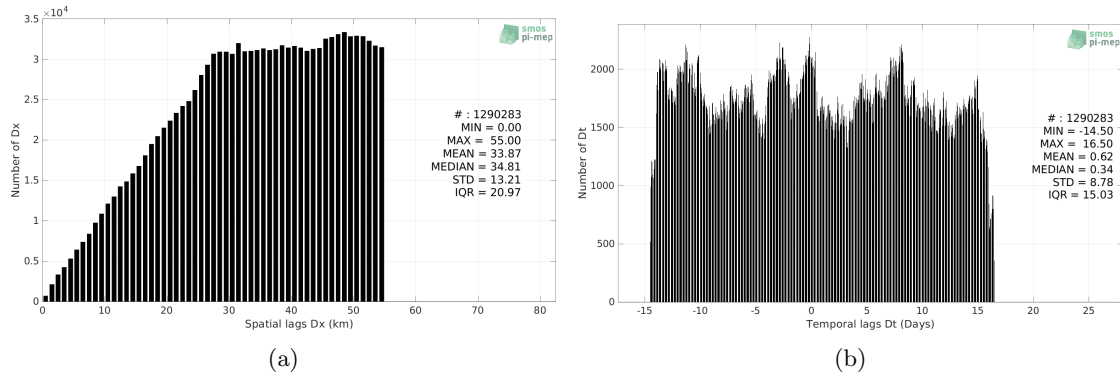 ×10⁴
3.5
3
2.5
2
1.5
1
0.5
0
0 10 20 30 40 50 60 70 80
Number of Dx
Spatial lags Dx (km)
smos
pi-mep
# : 1290283
MIN = 0.00
MAX = 55.00
MEAN = 33.87
MEDIAN = 34.81
STD = 13.21
IQR = 20.97
(a)
2000
1500
1000
500
0
-15 -10 -5 0 5 10 15 20 25
Number of Dt
Temporal lags Dt (Days)
smos
pi-mep
# : 1290283
MIN = -14.50
MAX = 16.50
MEAN = 0.62
MEDIAN = 0.34
STD = 8.78
IQR = 15.03
(b)